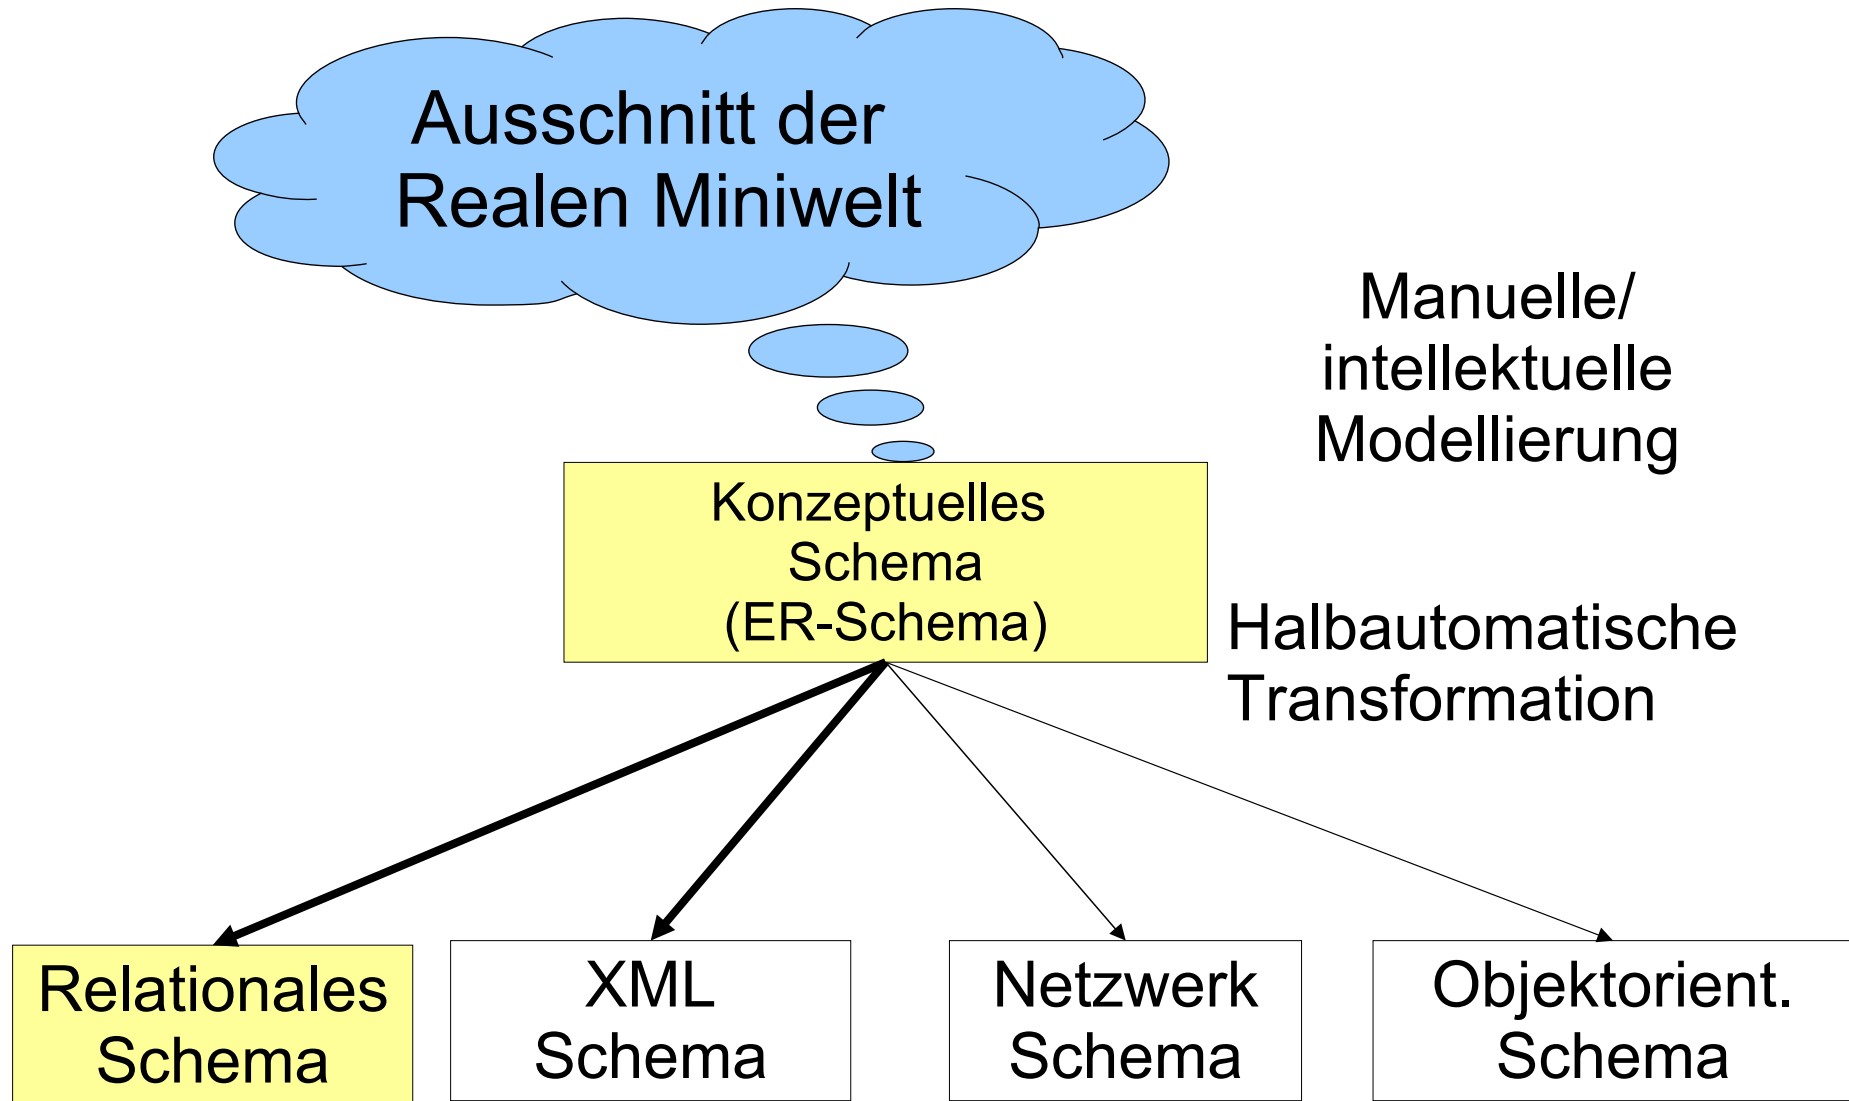 Ausschnitt der
Realen Miniwelt
Manuelle/
intellektuelle
Modellierung
Konzeptuelles
Schema
(ER-Schema)
Halbautomatische
Transformation
Relationales
Schema
XML
Schema
Netzwerk
Schema
Objektorient.
Schema